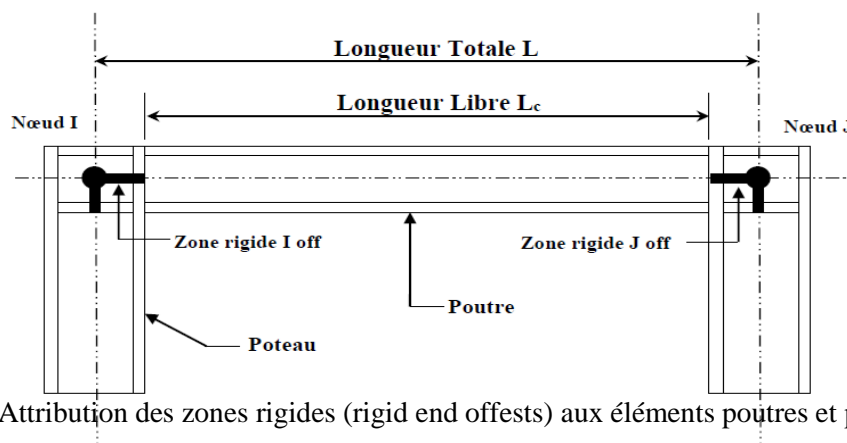 Longueur Totale L
Longueur Libre Lc
Nœud I
Nœud J
Zone rigide I off
Zone rigide J off
Poutre
Poteau
Attribution des zones rigides (rigid end offests) aux éléments poutres et